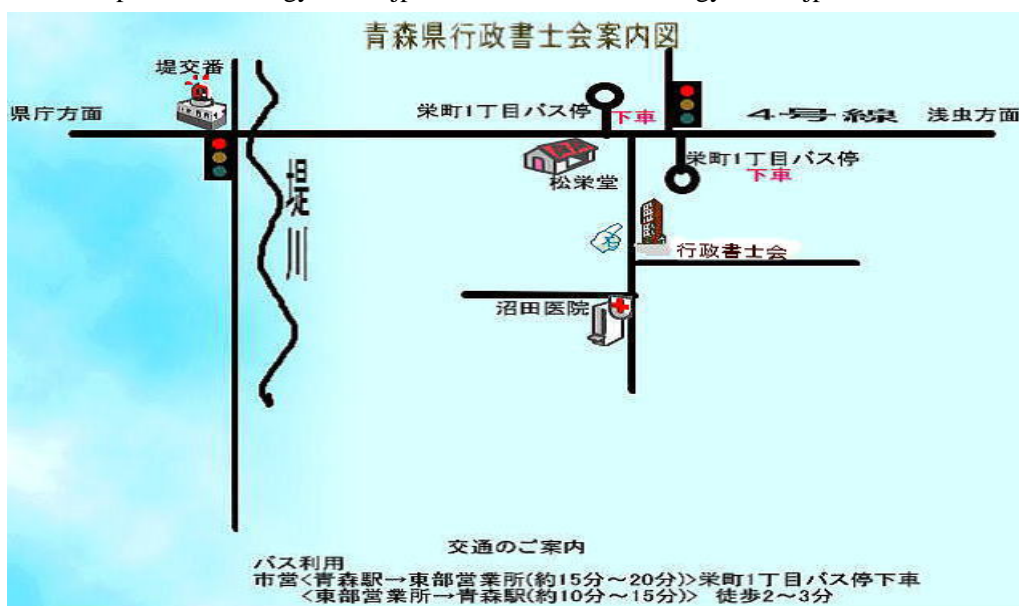 青森県行政書士会案内図
堤交番
県庁方面
栄町1丁目バス停
下車
4号線
浅虫方面
栄町1丁目バス停
下車
松栄堂
堤川
行政書士会
沼田医院
交通のご案内
バス利用
市営<青森駅→東部営業所(約15分～20分)>栄町1丁目バス停下車
<東部営業所→青森駅(約10分～15分)> 徒歩2～3分